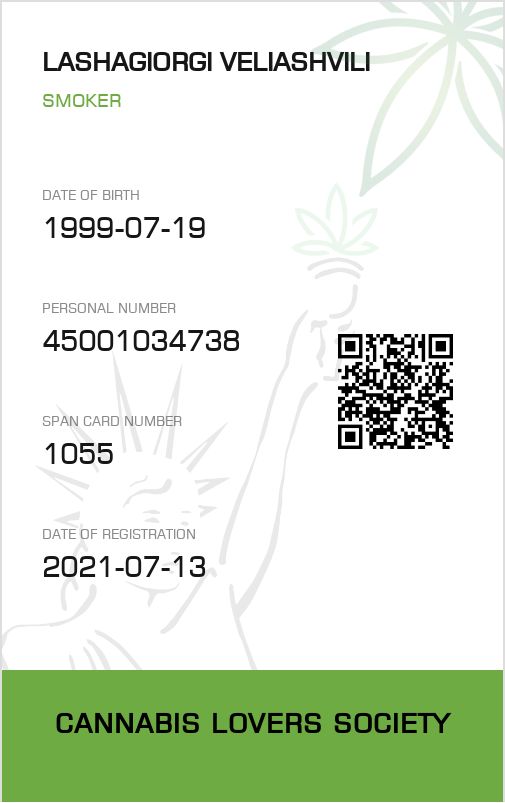 LASHAGIORGI VELIASHVILI
SMOKER
DATE OF BIRTH
1999-07-19
PERSONAL NUMBER
45001034738
SPAN CARD NUMBER
1055
DATE OF REGISTRATION
2021-07-13
CANNABIS LOVERS SOCIETY